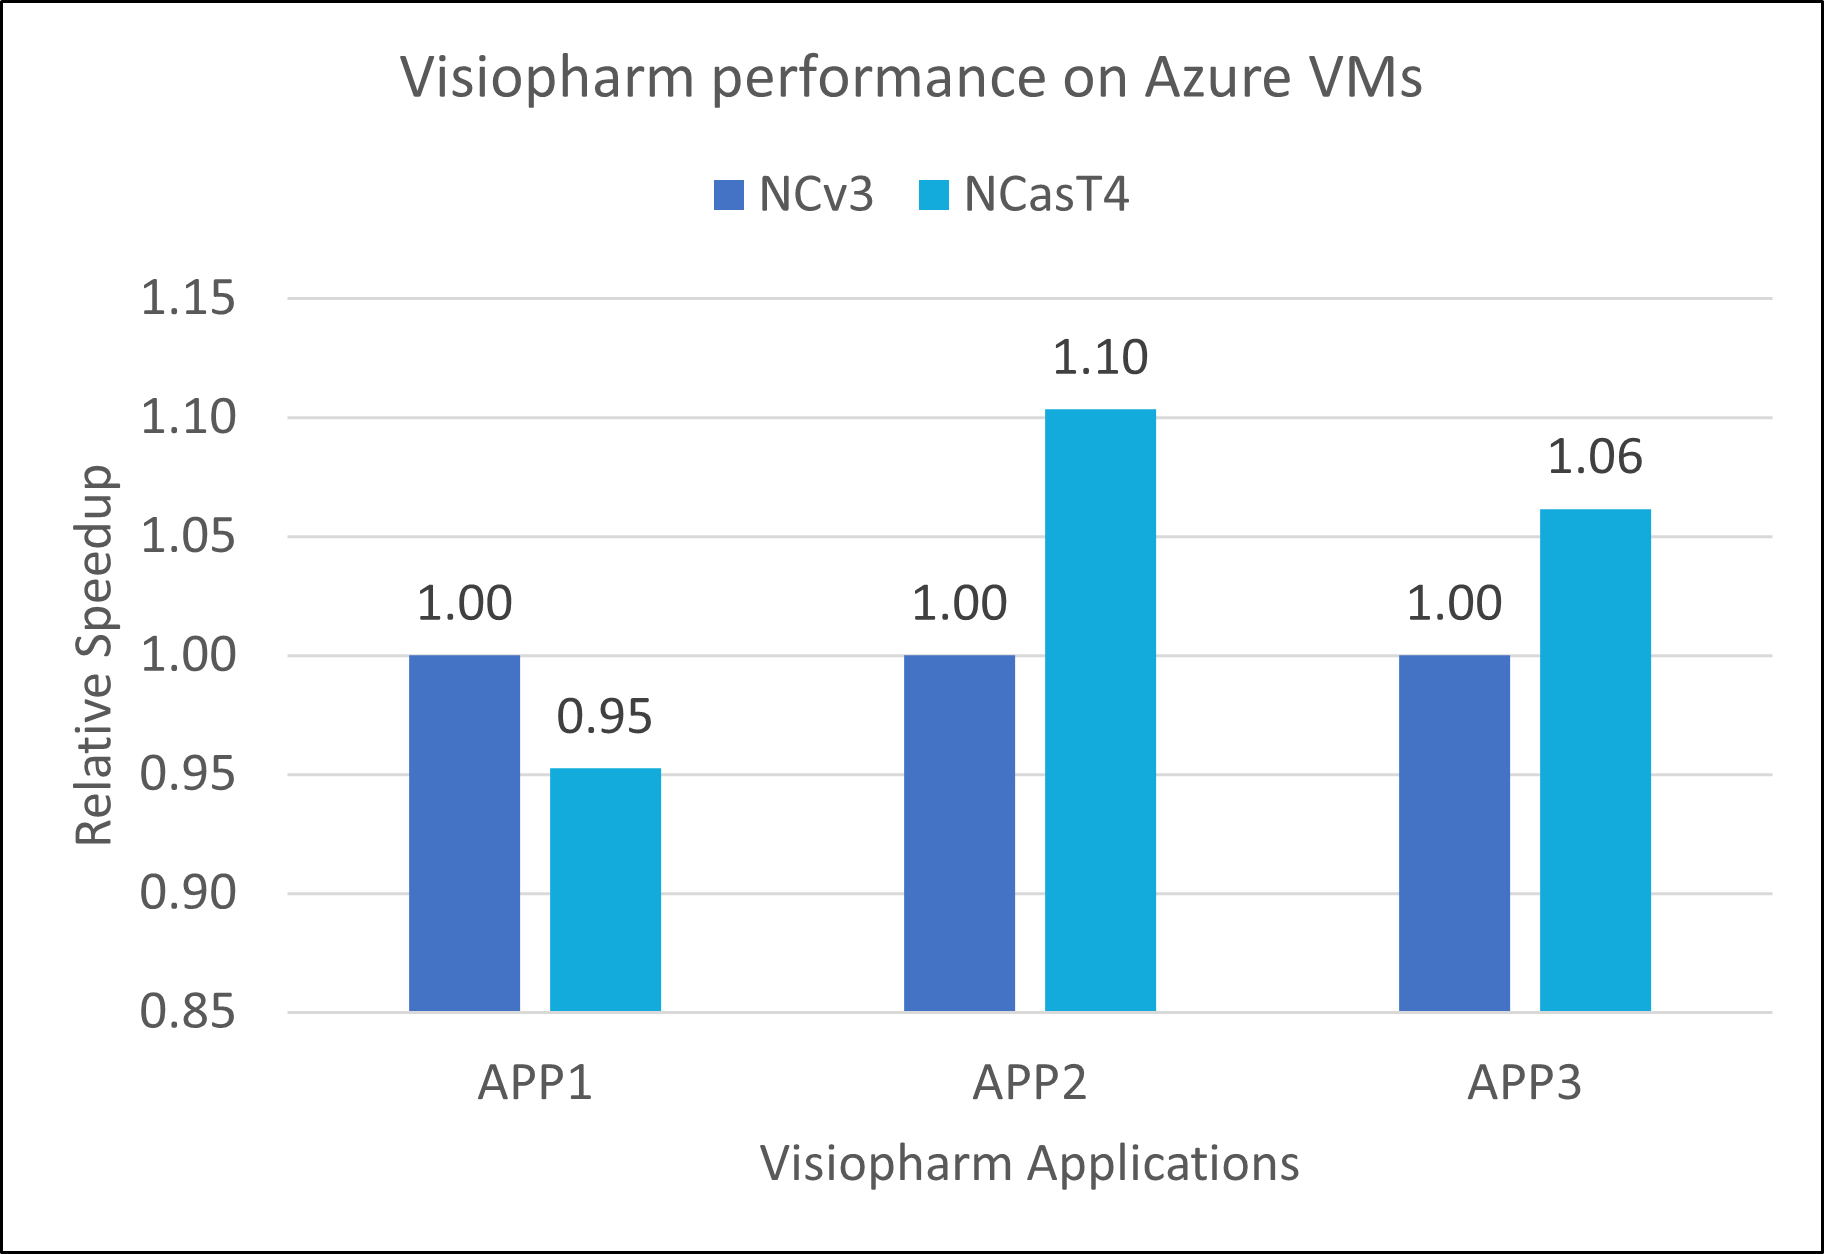 Visiopharm performance on Azure VMs
NCv3 NCasT4
1.15
1.10
1.05
1.00
0.95
0.90
0.85
Relative Speedup
1.00
0.95
1.00
1.10
1.00
1.06
APP1 APP2 APP3
Visiopharm Applications